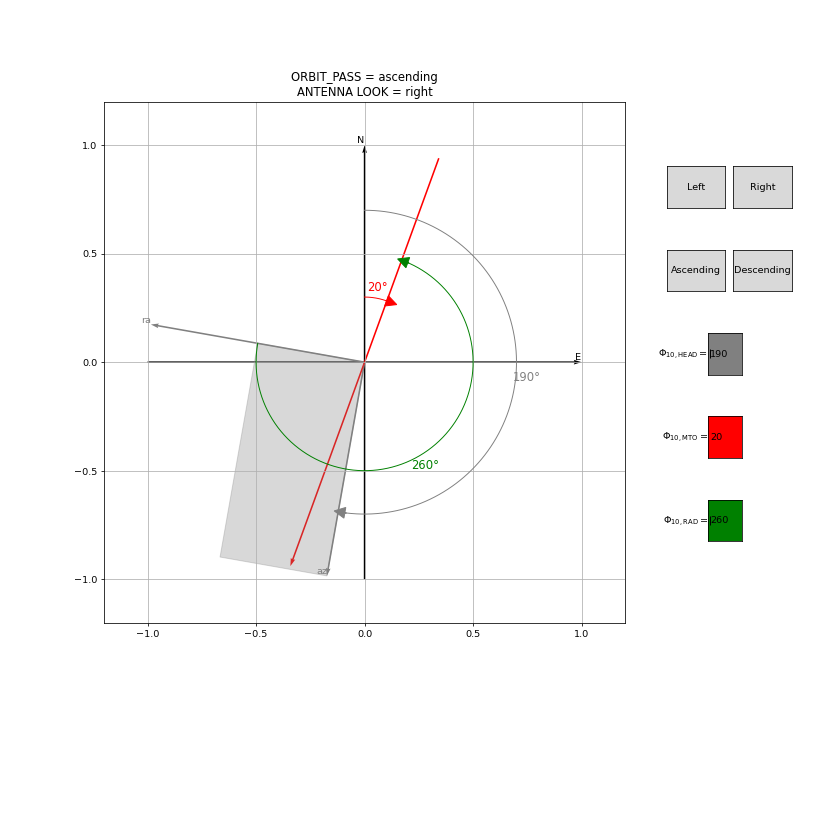 ORBIT_PASS = ascending
ANTENNA LOOK = right
N
1.0
0.5
0.0
−0.5
−1.0
20°
ra
E
190°
260°
az
−1.0
−0.5
0.0
0.5
1.0
Left
Right
Ascending
Descending
Φ10,HEAD = 190
Φ10,MTO = 20
Φ10,RAD = 260